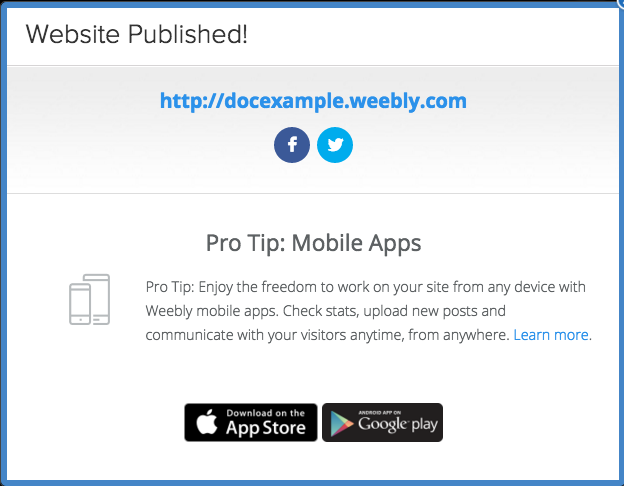 Website Published!
http://docexample.weebly.com
Pro Tip: Mobile Apps
Pro Tip: Enjoy the freedom to work on your site from any device with
Weebly mobile apps. Check stats, upload new posts and
communicate with your visitors anytime, from anywhere. Learn more.
Download on the
App Store
ANDROID APP ON
Google play